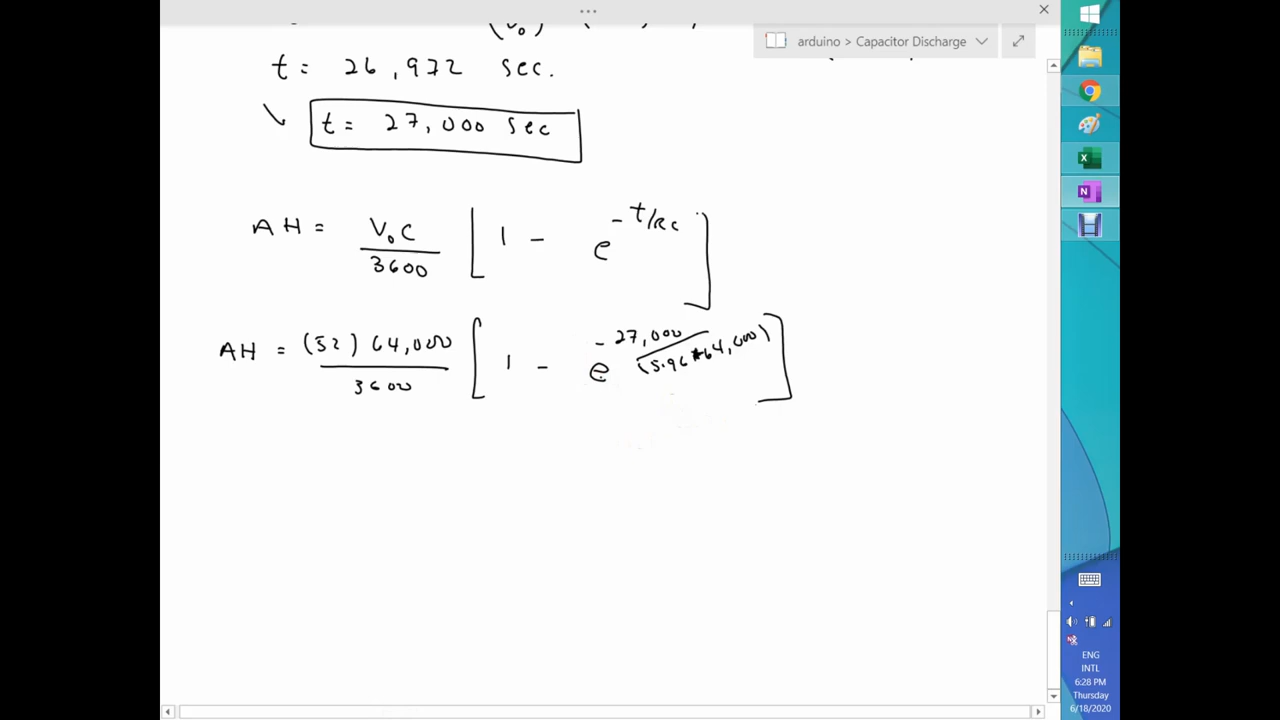 (V₀)
arduino > Capacitor Discharge
t = 26,972 sec.
t = 27,000 sec
AH = V₀C / 3600 [ 1 - e^(-t/RC) ]
AH = (52) 64,000 / 3600 [ 1 - e^(-27,000 / (5.96*64,000)) ]
ENG
INTL
6:28 PM
Thursday
6/18/2020